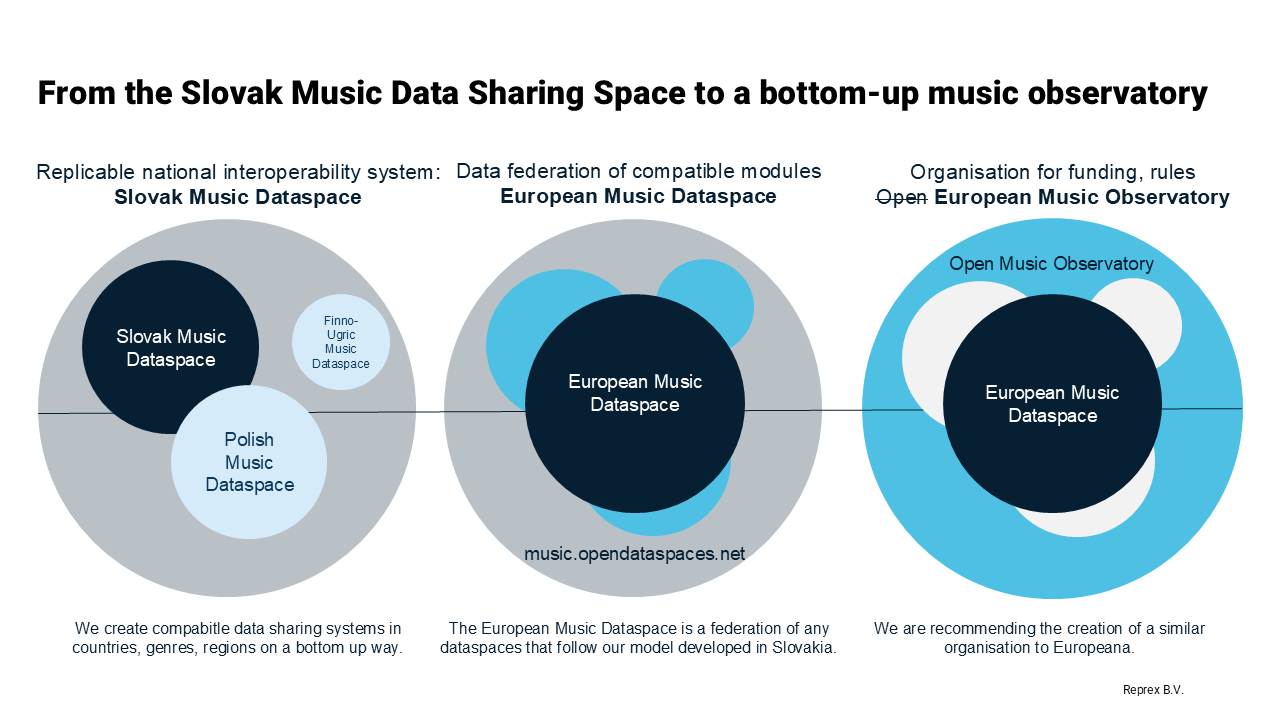 From the Slovak Music Data Sharing Space to a bottom-up music observatory
Replicable national interoperability system:
Slovak Music Dataspace
Slovak Music
Dataspace
Finno-
Ugric
Music
Dataspace
Polish
Music
Dataspace
We create compabitle data sharing systems in
countries, genres, regions on a bottom up way.
Data federation of compatible modules
European Music Dataspace
European Music
Dataspace
music.opendataspaces.net
The European Music Dataspace is a federation of any
dataspaces that follow our model developed in Slovakia.
Organisation for funding, rules
Open European Music Observatory
Open Music Observatory
European Music
Dataspace
We are recommending the creation of a similar
organisation to Europeana.
Reprex B.V.